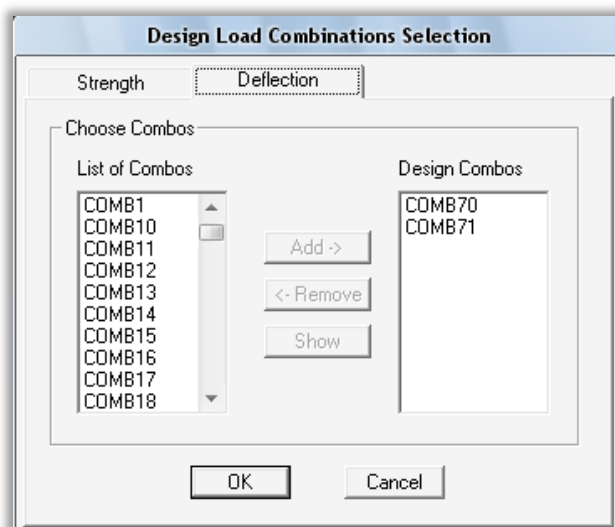 Design Load Combinations Selection
Strength
Deflection
Choose Combos
List of Combos
COMB1
COMB10
COMB11
COMB12
COMB13
COMB14
COMB15
COMB16
COMB17
COMB18
Add ->
<- Remove
Show
Design Combos
COMB70
COMB71
OK
Cancel